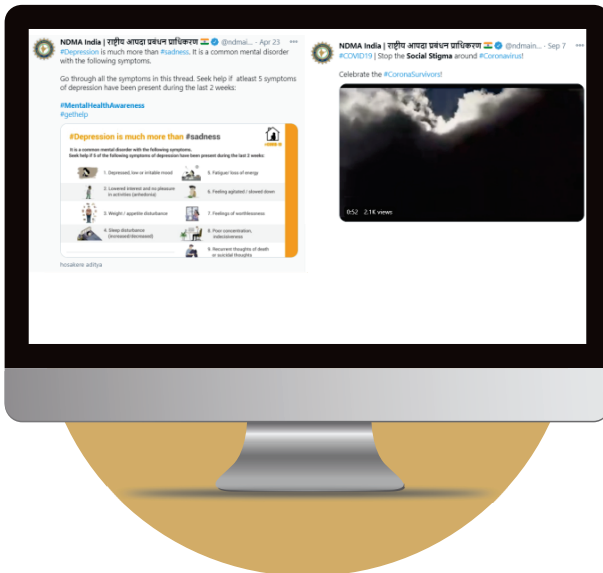 NDMA India | राष्ट्रीय आपदा प्रबंधन प्राधिकरण @ndmai... · Apr 23
#Depression is much more than #sadness. It is a common mental disorder
with the following symptoms.
Go through all the symptoms in this thread. Seek help if atleast 5 symptoms
of depression have been present during the last 2 weeks:
#MentalHealthAwareness
#gethelp
#Depression is much more than #sadness
It is a common mental disorder with the following symptoms.
Seek help if 5 of the following symptoms of depression have been present during the last 2 weeks:
1. Depressed, low or irritable mood
2. Lowered interest and no pleasure
in activities (anhedonia)
3. Weight / appetite disturbance
4. Sleep disturbance
(increased/decreased)
5. Fatigue/ loss of energy
6. Feeling agitated / slowed down
7. Feelings of worthlessness
8. Poor concentration,
indecisiveness
9. Recurrent thoughts of death
or suicidal thoughts
hosakere aditya
NDMA India | राष्ट्रीय आपदा प्रबंधन प्राधिकरण @ndmain... · Sep 7
#COVID19 | Stop the Social Stigma around #Coronavirus!
Celebrate the #CoronaSurvivors!
0:52 2.1K views